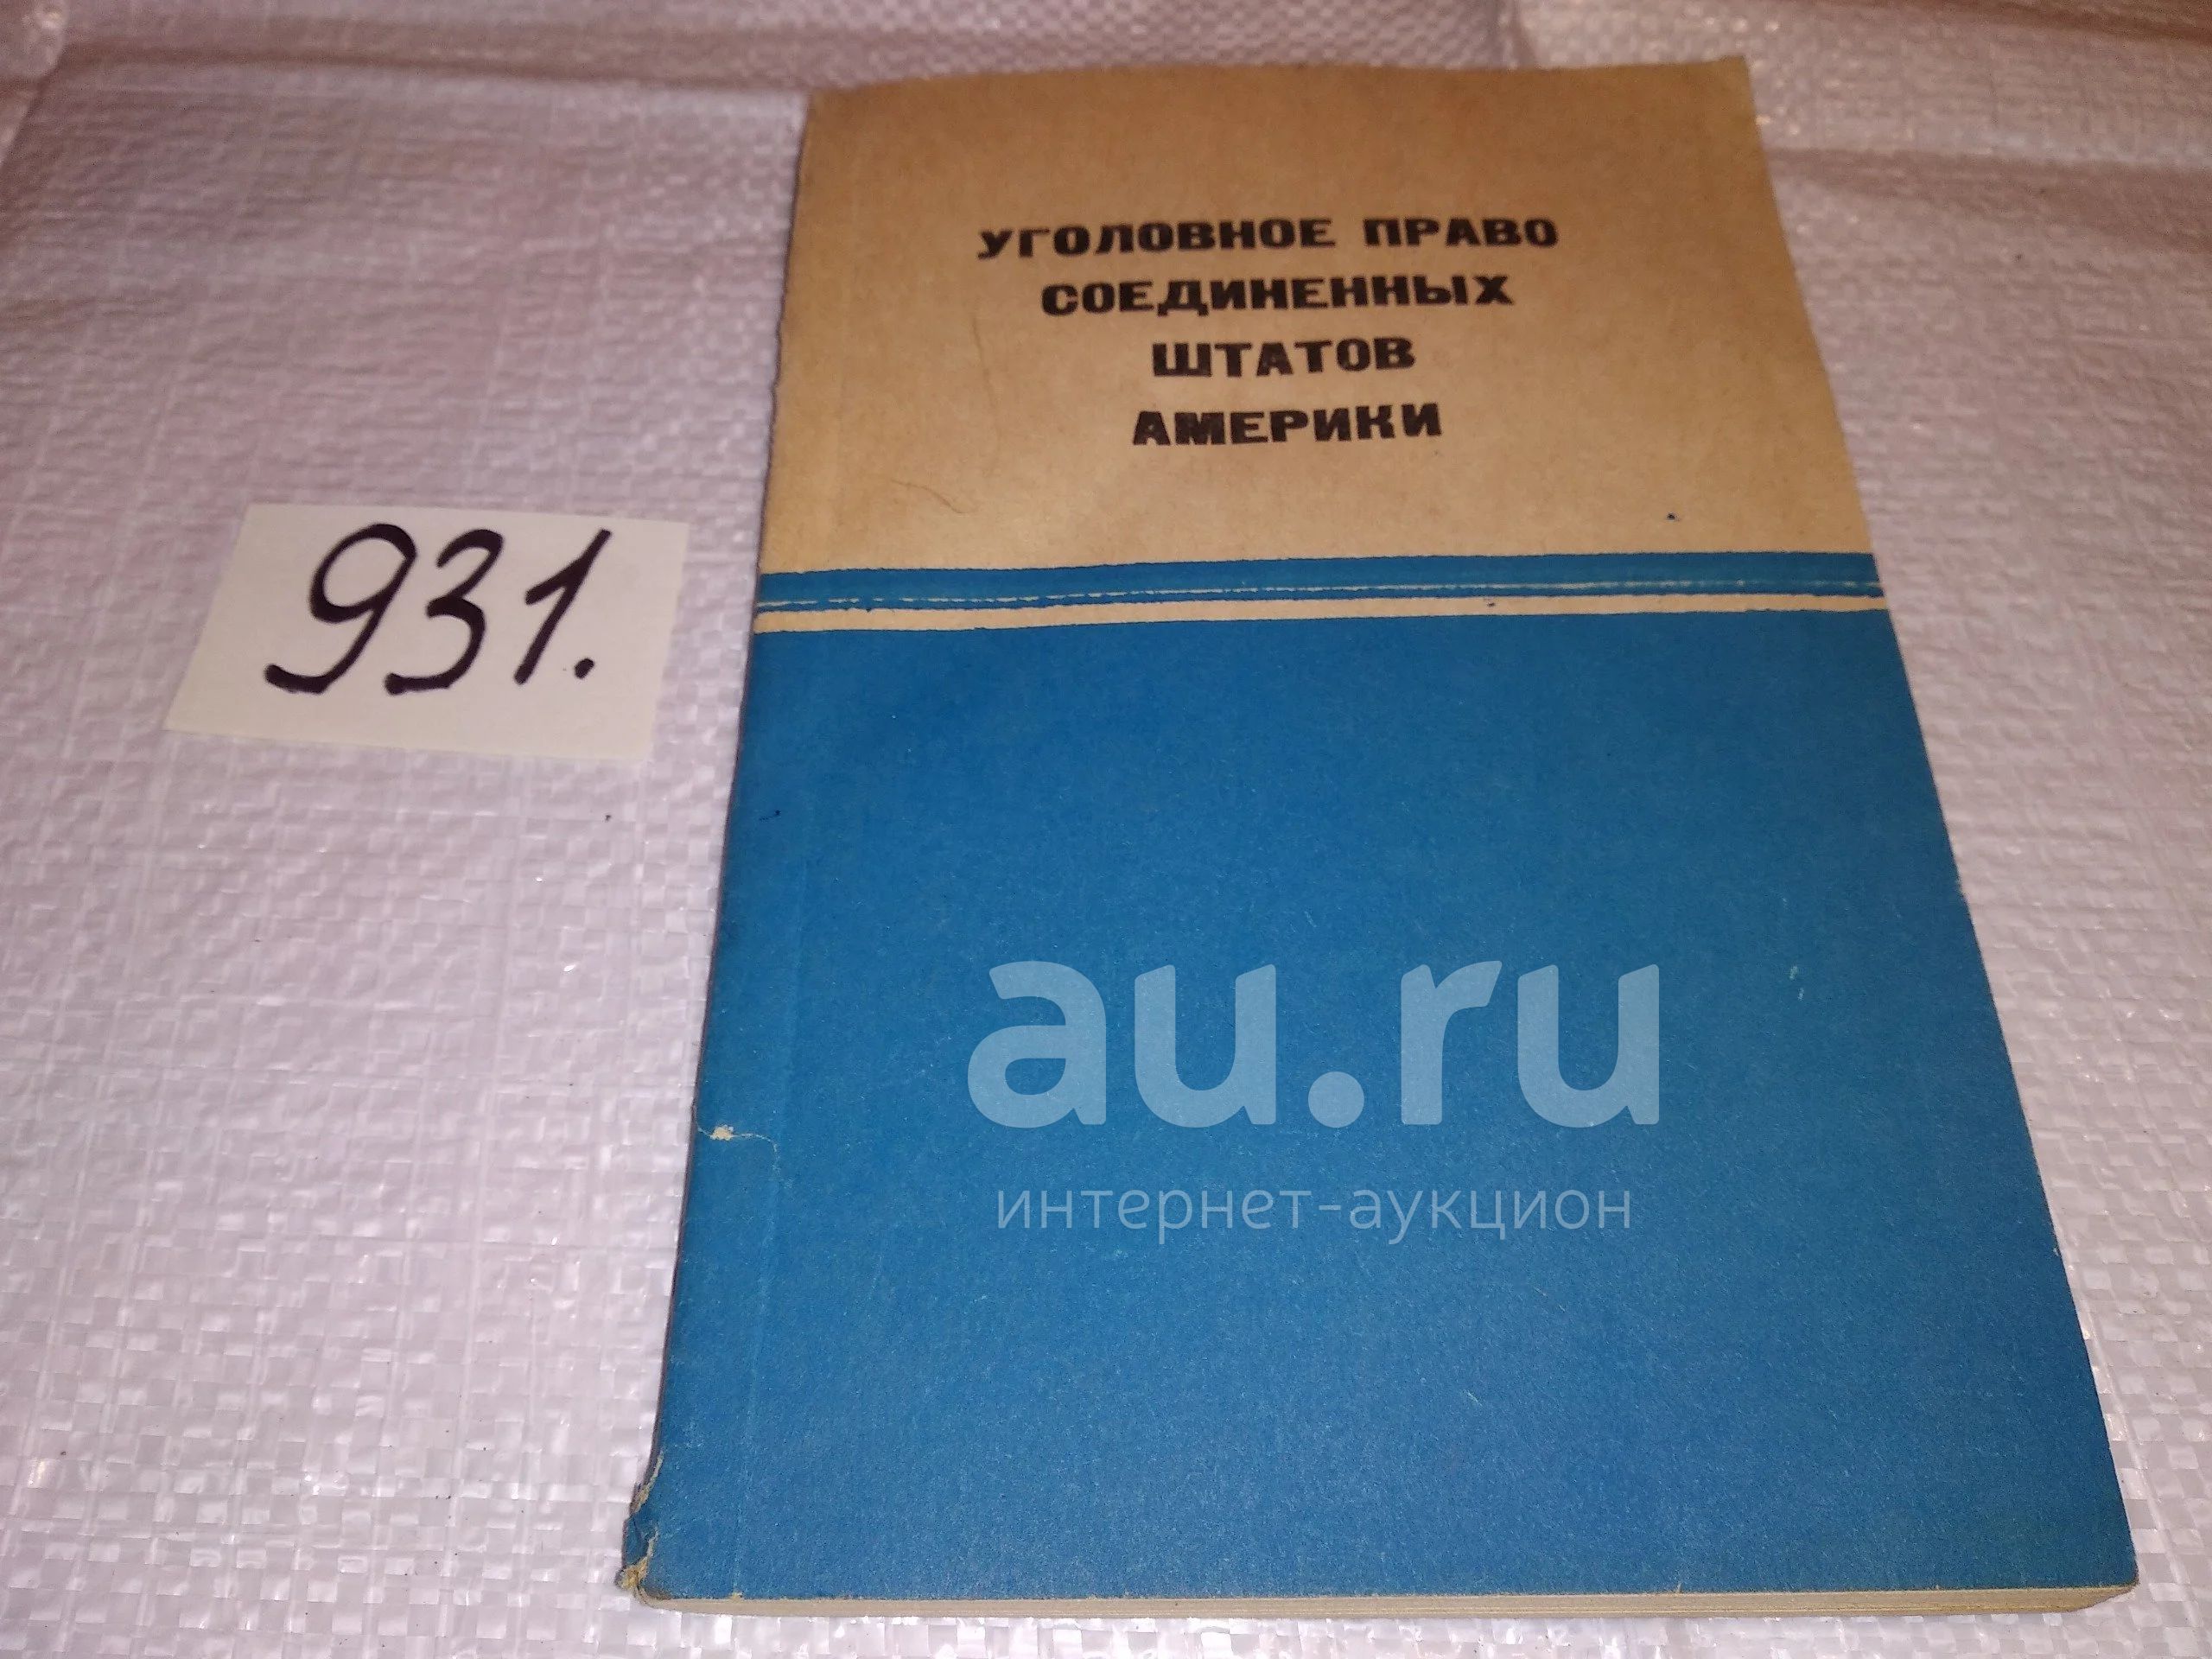 УГОЛОВНОЕ ПРАВО
СОЕДИНЕННЫХ
ШТАТОВ
АМЕРИКИ
931.
au.ru
интернет-аукцион